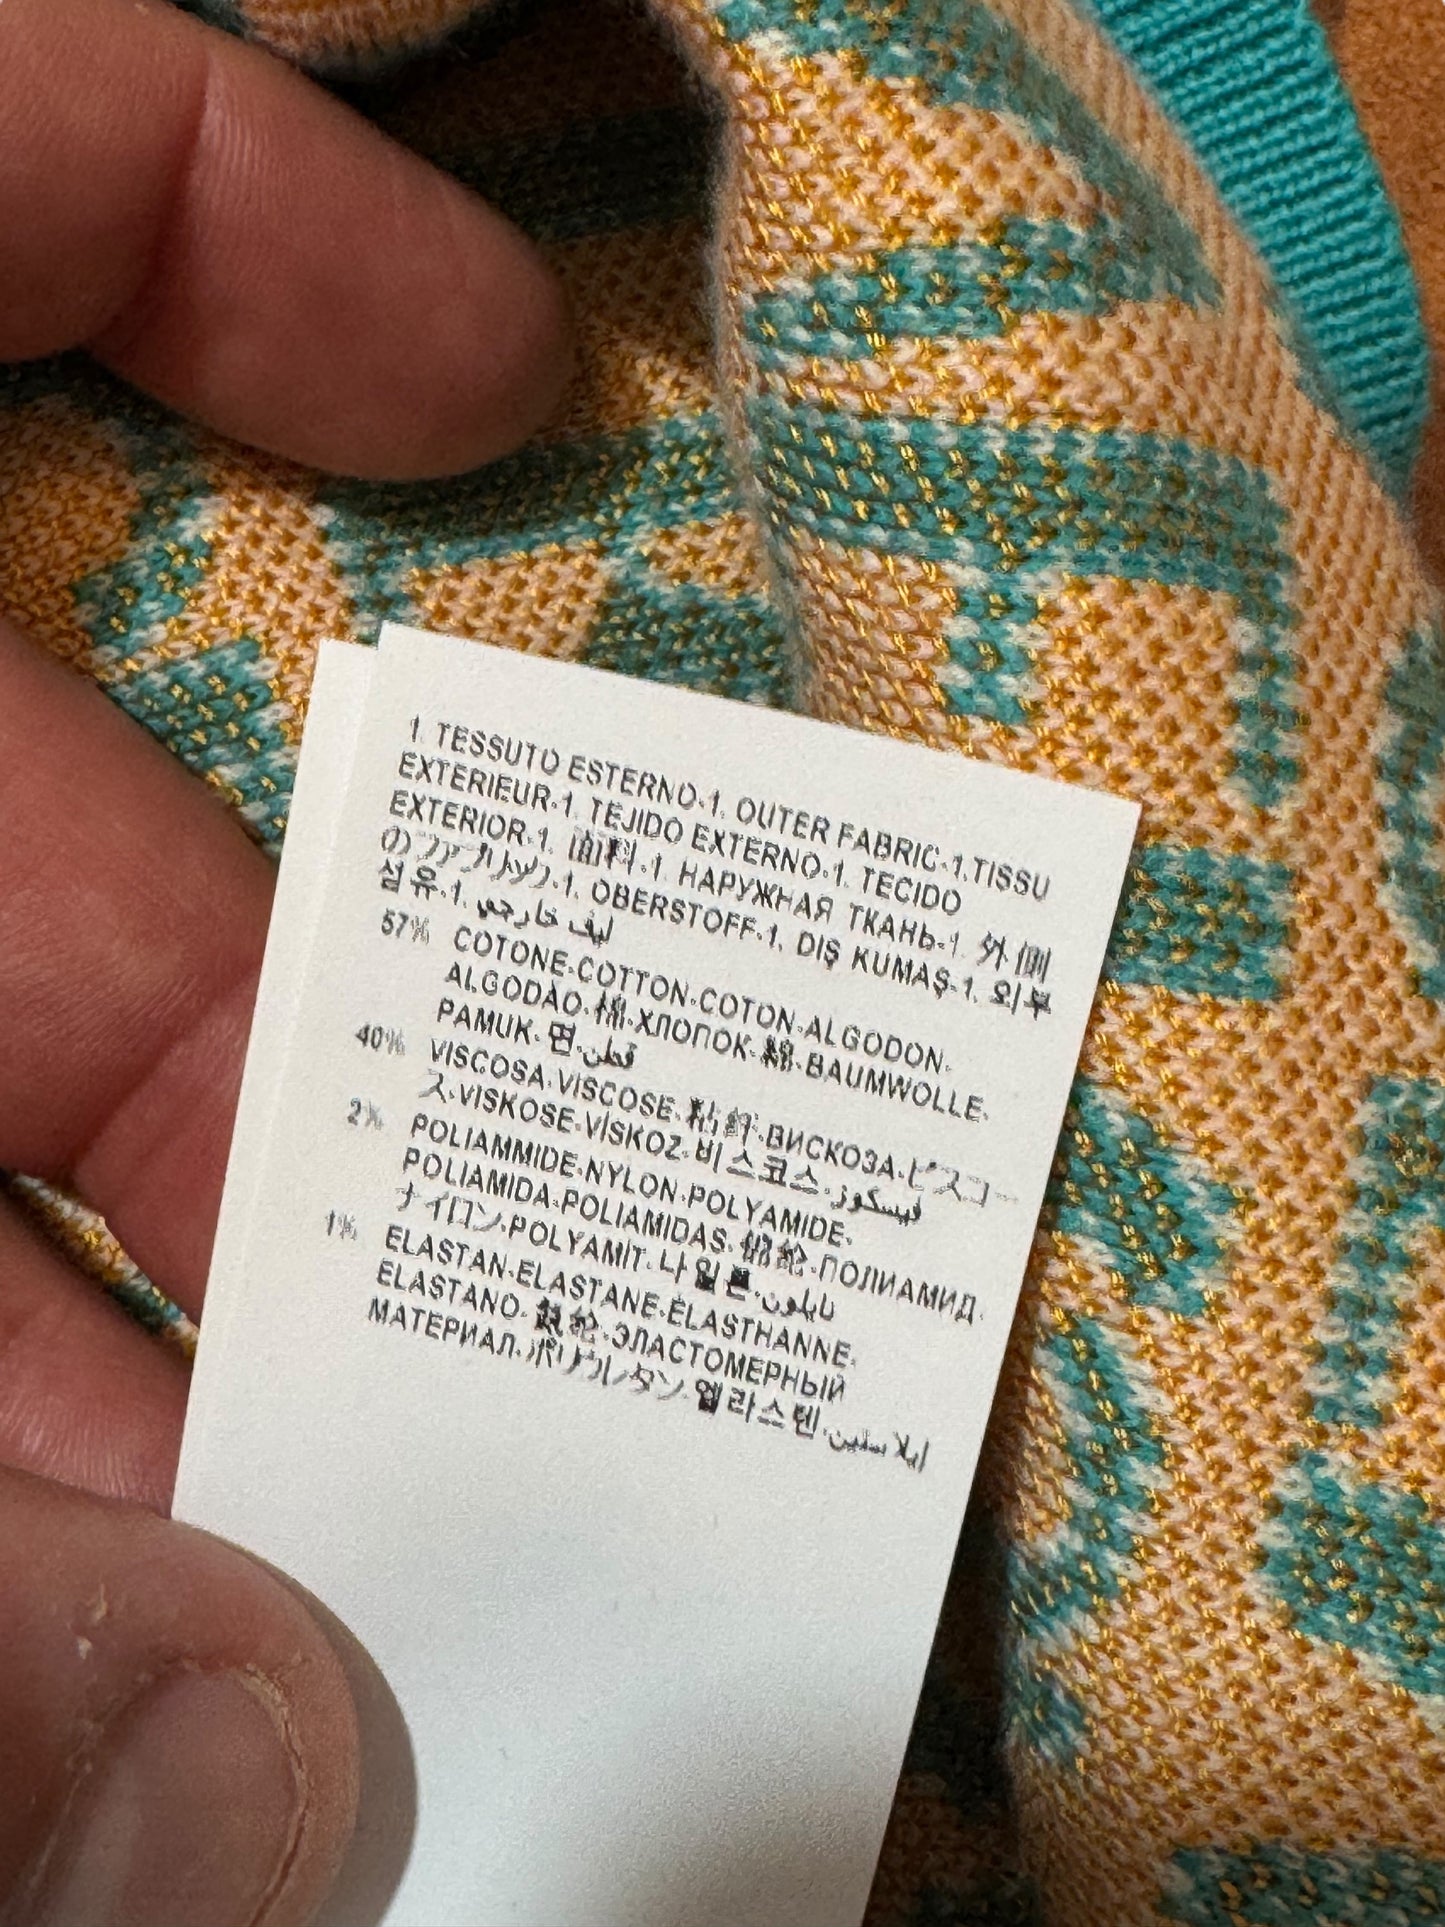 1. TESSUTO ESTERNO-1. OUTER FABRIC-1.TISSU
EXTERIEUR-1. TEJIDO EXTERNO-1. TECIDO
EXTERIOR-1. 面料-1. НАРУЖНАЯ ТКАНЬ-1. 外側
のファブリック-1. OBERSTOFF-1. DIŞ KUMAŞ-1. 외부
섬유-1. ليف خارجي
57% COTONE-COTTON-COTON-ALGODON-
ALGODAO-棉-ХЛОПОК-綿-BAUMWOLLE-
PAMUK-면-قطن
40% VISCOSA-VISCOSE-粘纤-ВИСКОЗА-ビスコー
ス-VISKOSE-VİSKOZ-비스코스-فيسكوز
2% POLIAMMIDE-NYLON-POLYAMIDE-
POLIAMIDA-POLIAMIDAS-锦纶-ПОЛИАМИД-
ナイロン-POLYAMİT-나일론-نايلون
1% ELASTAN-ELASTANE-ELASTHANNE-
ELASTANO-氨纶-ЭЛАСТОМЕРНЫЙ
МАТЕРИАЛ-ポリウレタン-엘라스텐-ايلاستين